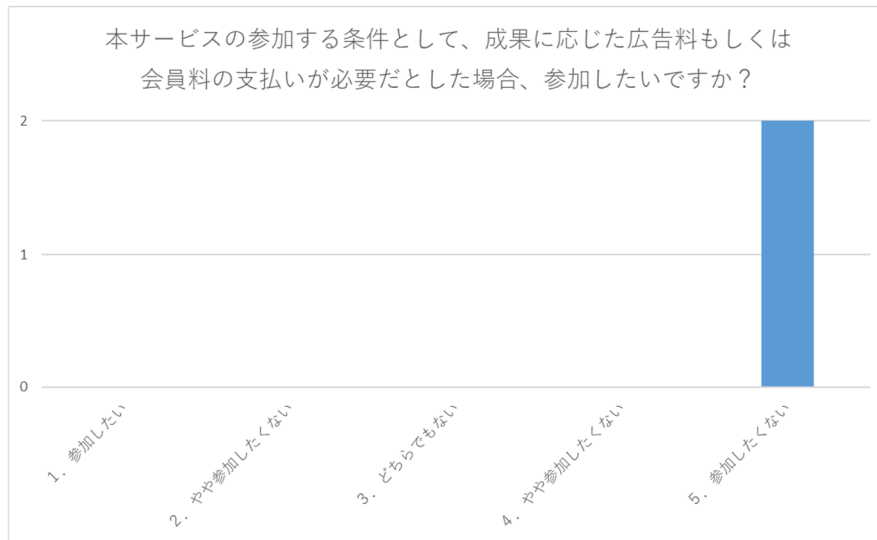 本サービスの参加する条件として、成果に応じた広告料もしくは
会員料の支払いが必要だとした場合、参加したいですか？
2
1
0
1．参加したい
2．やや参加したくない
3．どちらでもない
4．やや参加したくない
5．参加したくない